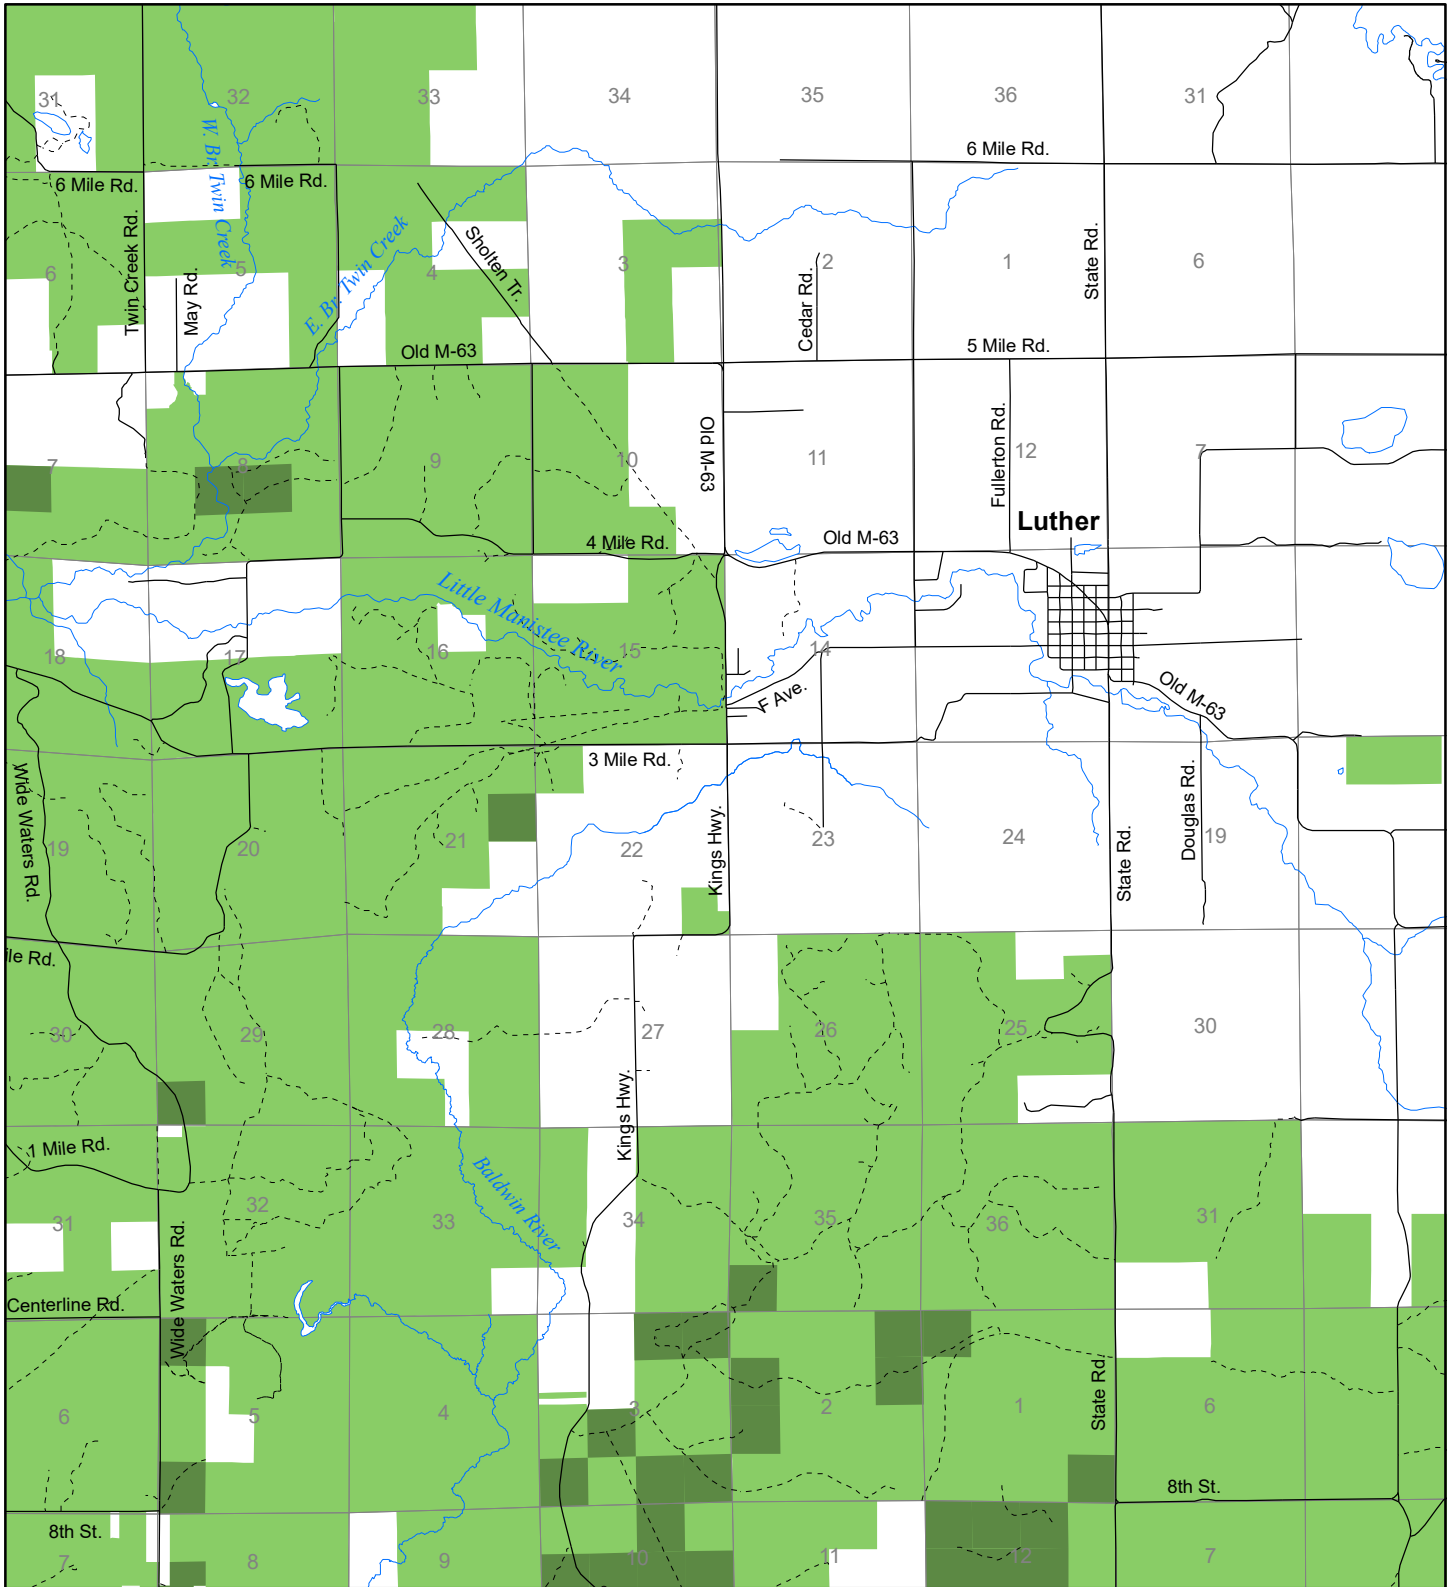 31
32
33
34
35
36
31
6 Mile Rd.
W. Br. Twin Creek
6 Mile Rd.
6 Mile Rd.
Twin Creek Rd.
May Rd.
E. Br. Twin Creek
Sholten Tr.
Cedar Rd.
State Rd.
6
5
4
3
2
1
6
Old M-63
5 Mile Rd.
Old M-63
Fullerton Rd.
7
8
9
10
11
12
7
Luther
4 Mile Rd.
Old M-63
Little Manistee River
18
17
16
15
14
F Ave.
Old M-63
3 Mile Rd.
Wide Waters Rd.
Kings Hwy.
State Rd.
Douglas Rd.
19
20
21
22
23
24
19
ile Rd.
30
29
28
27
26
25
30
Kings Hwy.
1 Mile Rd.
Baldwin River
31
32
33
34
35
36
31
Wide Waters Rd.
Centerline Rd.
State Rd.
6
5
4
3
2
1
6
8th St.
8th St.
7
8
9
10
11
12
7